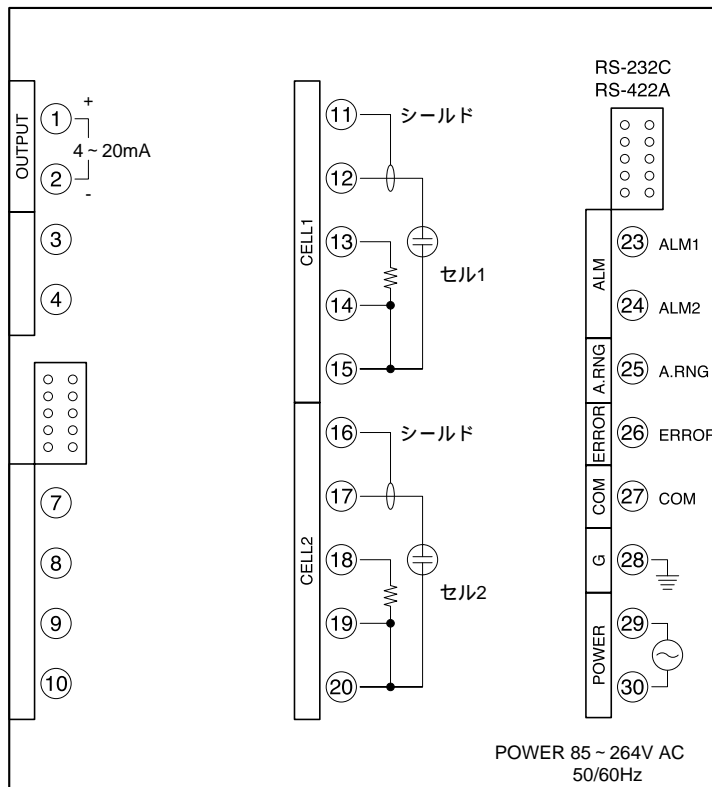 OUTPUT
1
+
4 ~ 20mA
2
-
3
4
7
8
9
10
CELL1
11
シールド
12
13
セル1
14
15
CELL2
16
シールド
17
18
セル2
19
20
RS-232C
RS-422A
ALM
23 ALM1
24 ALM2
A.RNG
25 A.RNG
ERROR
26 ERROR
COM
27 COM
G
28
POWER
29
30
POWER 85 ~ 264V AC
50/60Hz